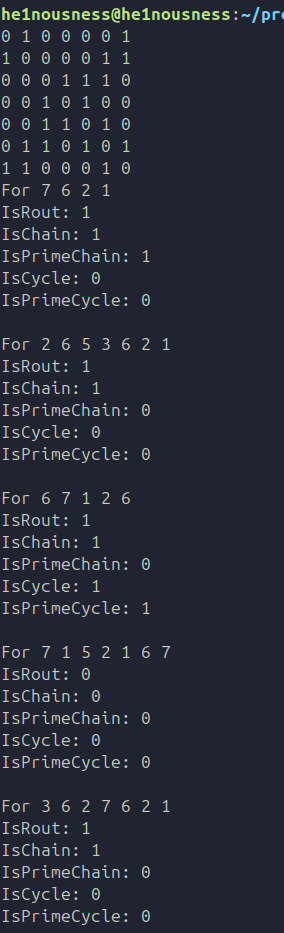 he1nousness@he1nousness:~/pro
0 1 0 0 0 0 1
1 0 0 0 0 1 1
0 0 0 1 1 1 0
0 0 1 0 1 0 0
0 0 1 1 0 1 0
0 1 1 0 1 0 1
1 1 0 0 0 1 0
For 7 6 2 1
IsRout: 1
IsChain: 1
IsPrimeChain: 1
IsCycle: 0
IsPrimeCycle: 0
For 2 6 5 3 6 2 1
IsRout: 1
IsChain: 1
IsPrimeChain: 0
IsCycle: 0
IsPrimeCycle: 0
For 6 7 1 2 6
IsRout: 1
IsChain: 1
IsPrimeChain: 0
IsCycle: 1
IsPrimeCycle: 1
For 7 1 5 2 1 6 7
IsRout: 0
IsChain: 0
IsPrimeChain: 0
IsCycle: 0
IsPrimeCycle: 0
For 3 6 2 7 6 2 1
IsRout: 1
IsChain: 1
IsPrimeChain: 0
IsCycle: 0
IsPrimeCycle: 0